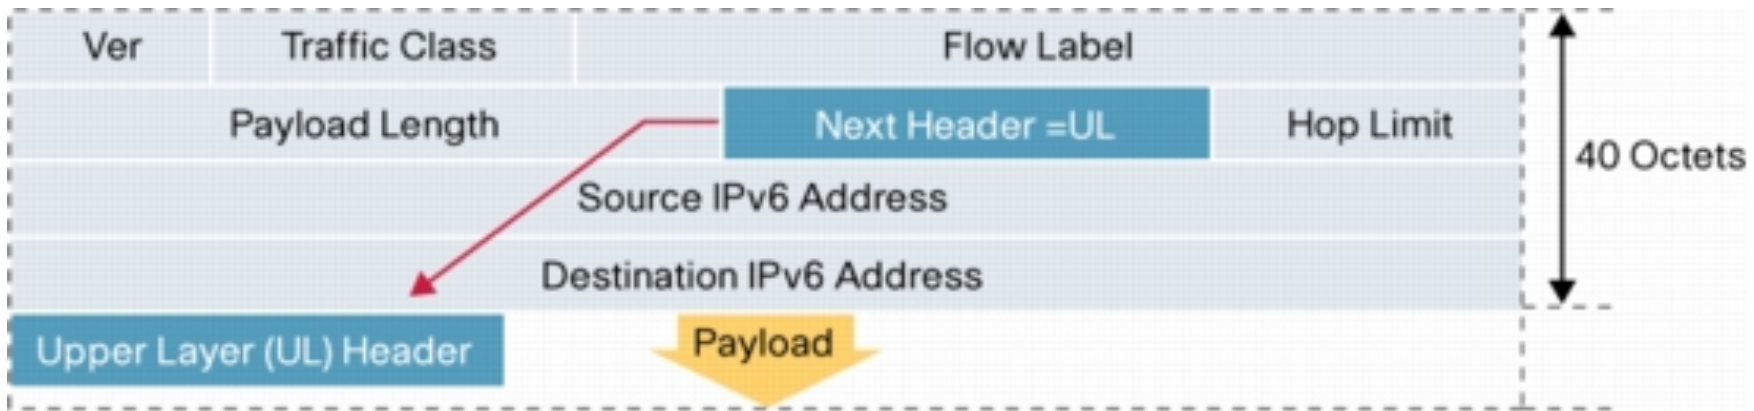 Ver Traffic Class Flow Label
Payload Length Next Header =UL Hop Limit
40 Octets
Source IPv6 Address
Destination IPv6 Address
Upper Layer (UL) Header Payload